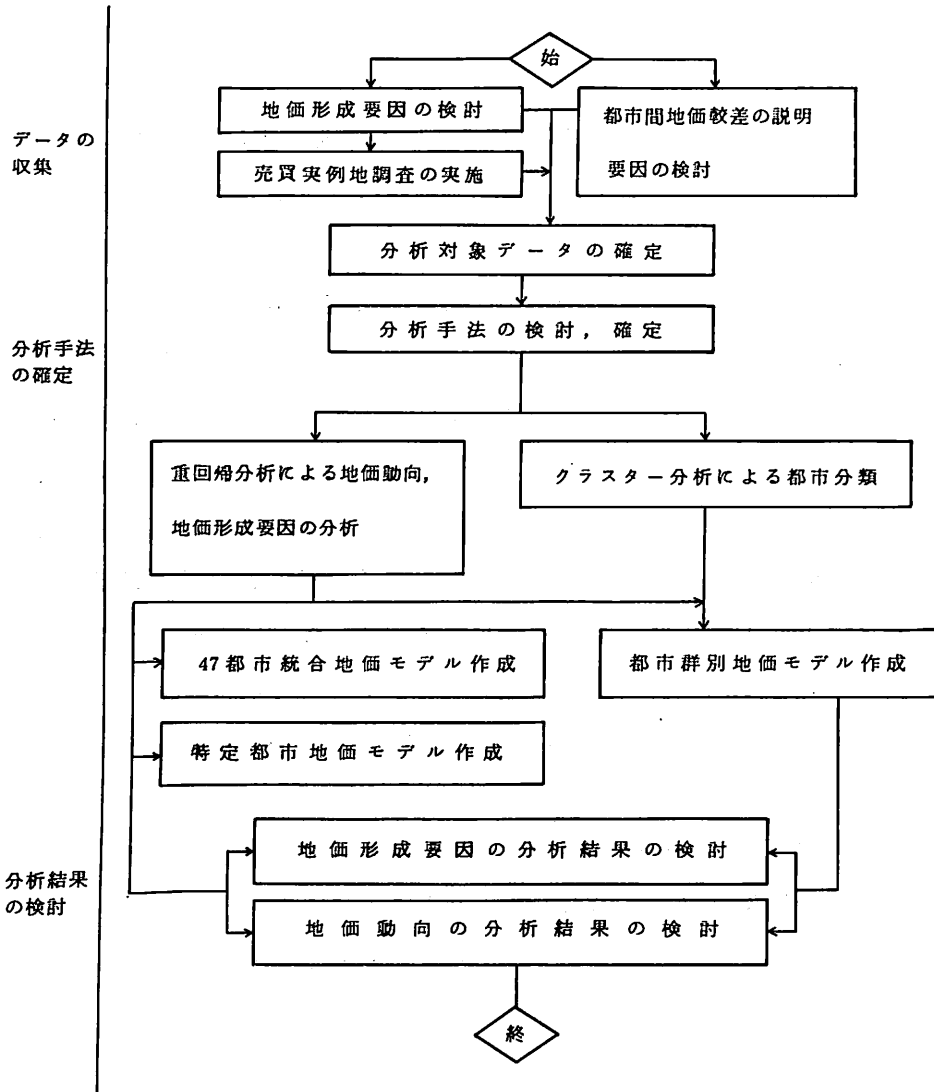 始
地価形成要因の検討
都市間地価較差の説明
要因の検討
データの
収集
売買実例地調査の実施
分析対象データの確定
分析手法の検討，確定
分析手法
の確定
重回帰分析による地価動向，
地価形成要因の分析
クラスター分析による都市分類
47都市統合地価モデル作成
都市群別地価モデル作成
特定都市地価モデル作成
地価形成要因の分析結果の検討
分析結果
の検討
地価動向の分析結果の検討
終